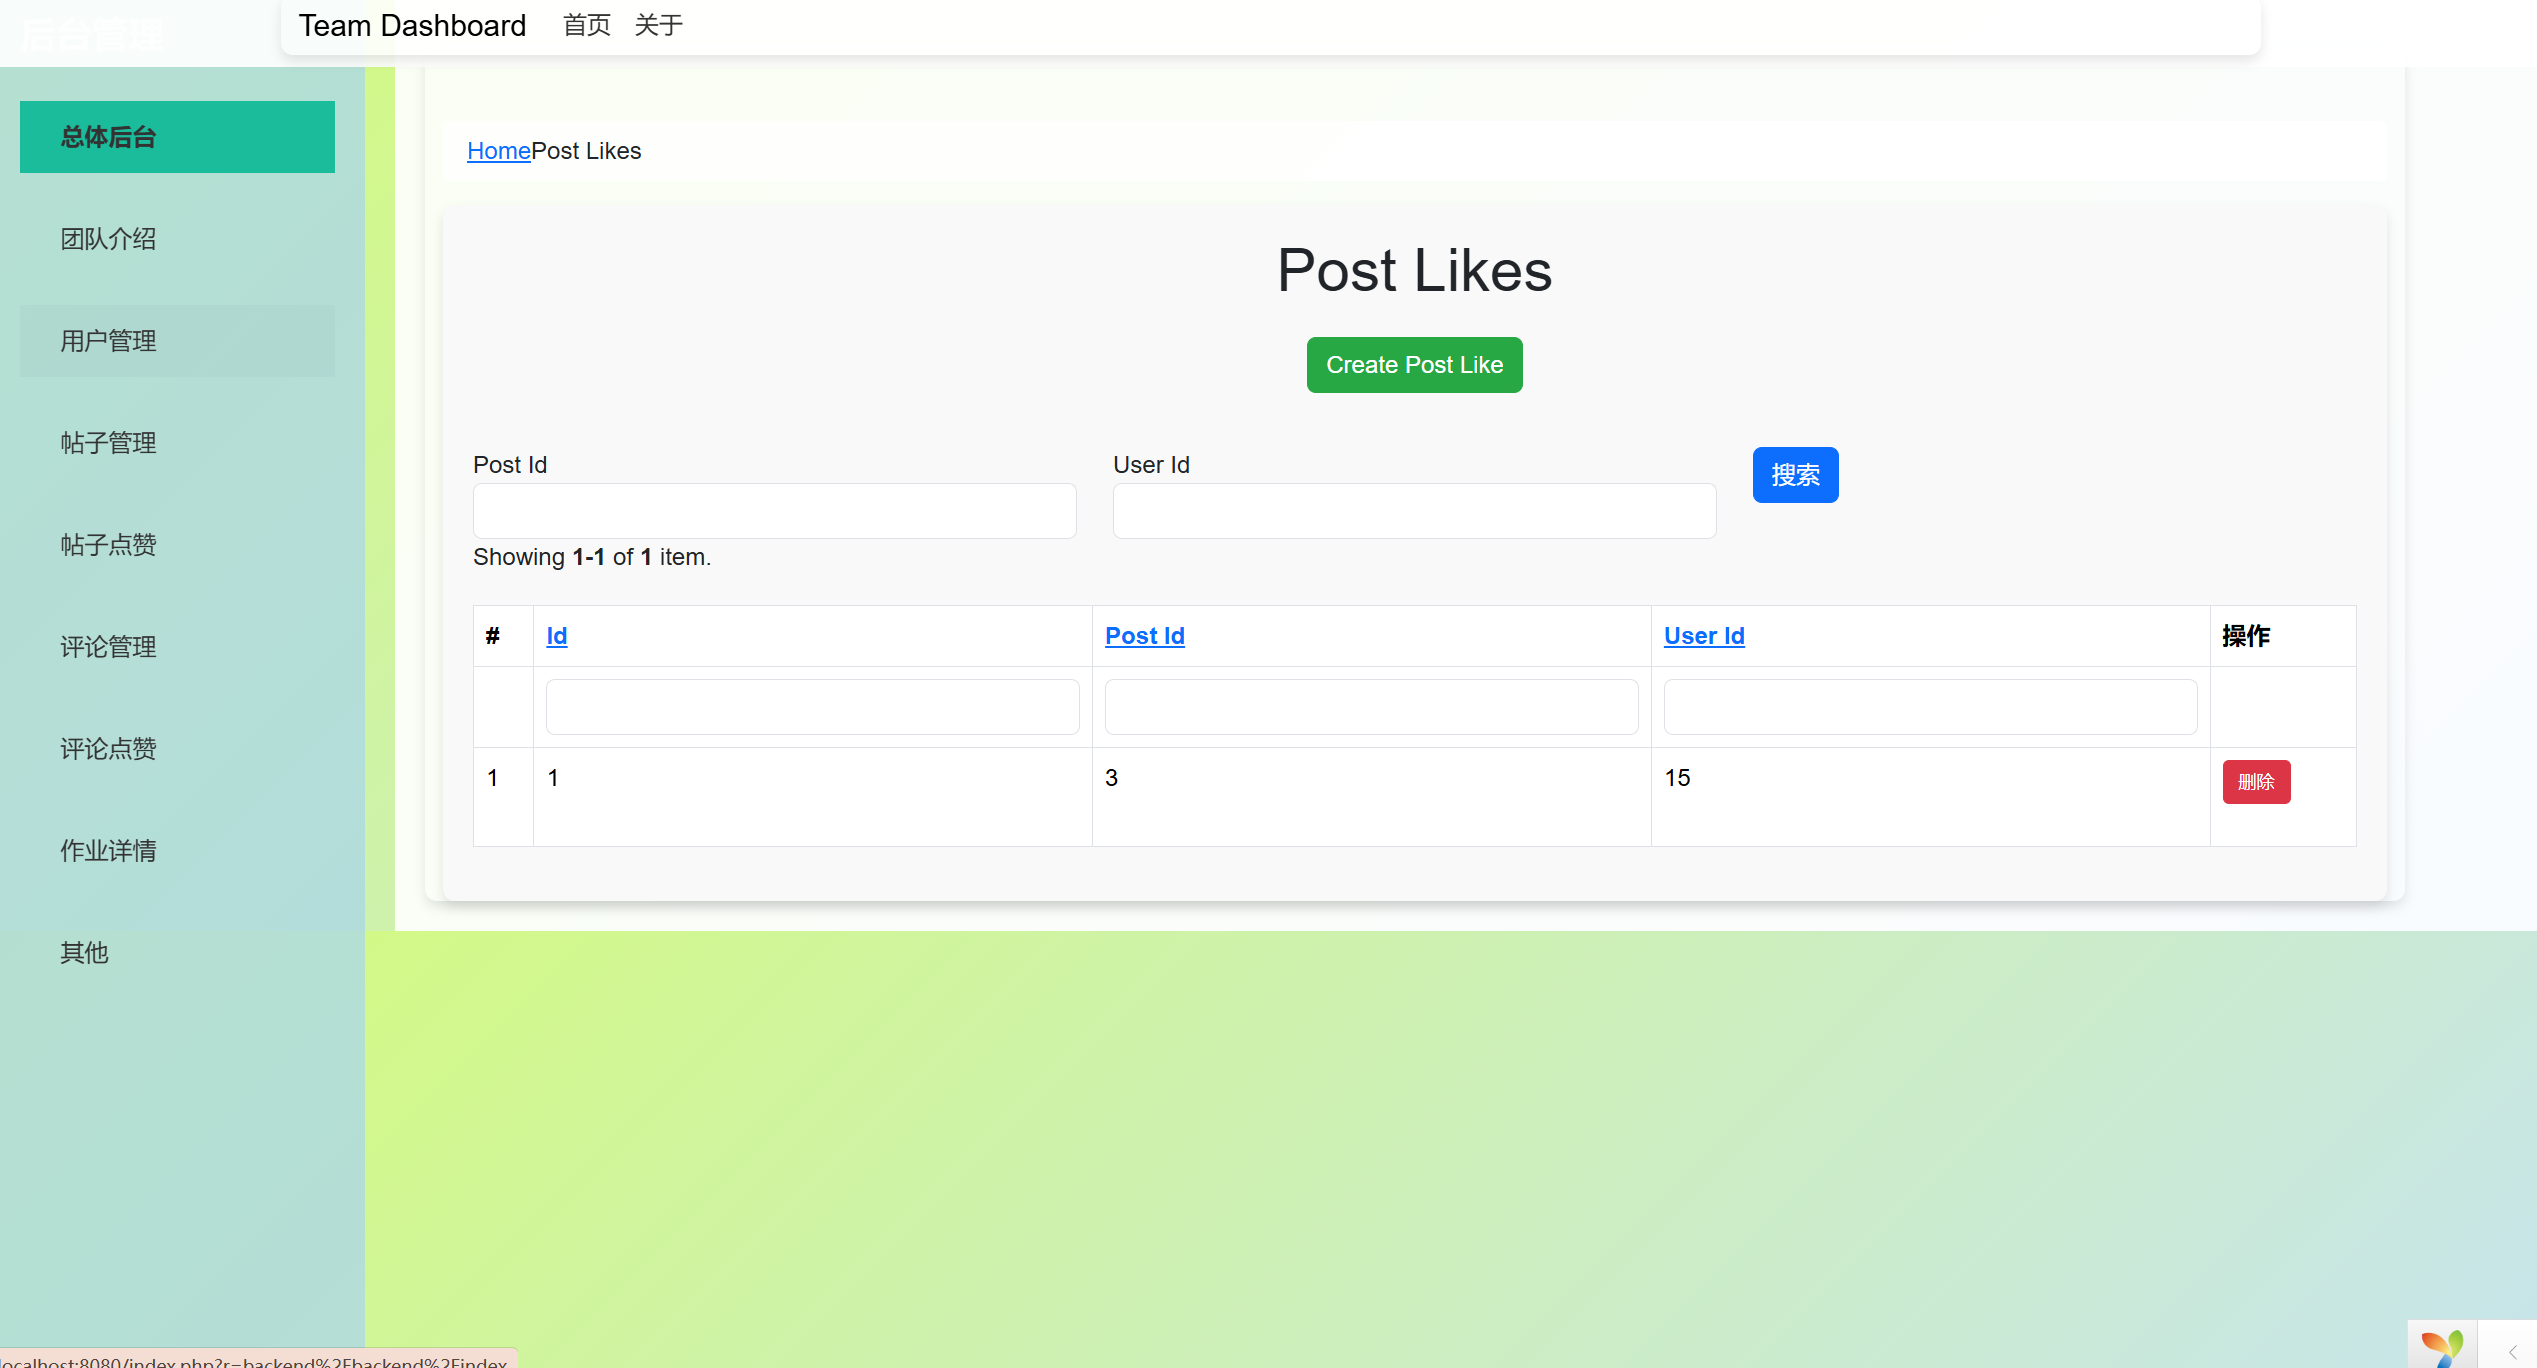 后台管理
Team Dashboard 首页 关于
总体后台
团队介绍
用户管理
帖子管理
帖子点赞
评论管理
评论点赞
作业详情
其他
HomePost Likes
Post Likes
Create Post Like
Post Id User Id 搜索
Showing 1-1 of 1 item.
# Id Post Id User Id 操作
1 1 3 15 删除
localhost:8080/index.php?r=backend%2Fbackend%2Findex